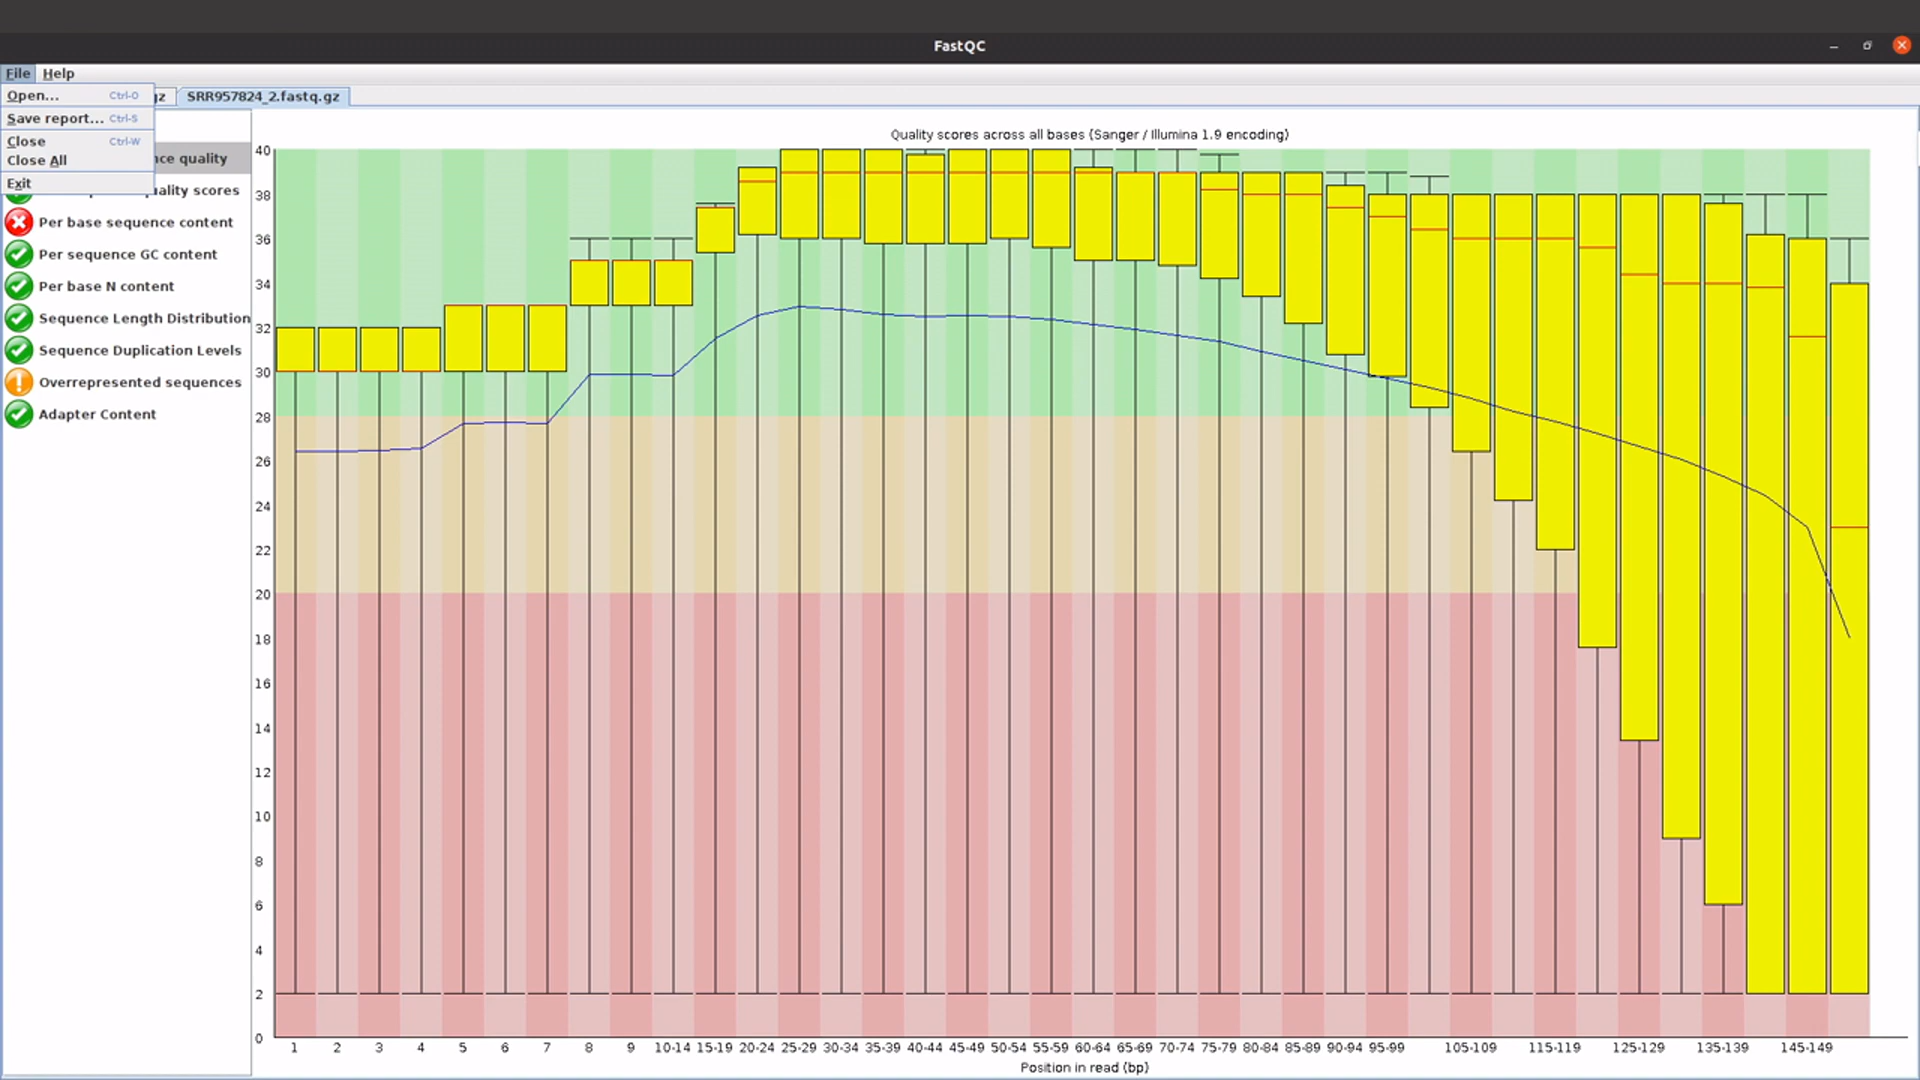 FastQC
File Help
Open... Ctrl-O
Save report... Ctrl-S
Close Ctrl-W
Close All
Exit
gz
SRR957824_2.fastq.gz
nce quality
ality scores
Per base sequence content
Per sequence GC content
Per base N content
Sequence Length Distribution
Sequence Duplication Levels
Overrepresented sequences
Adapter Content
Quality scores across all bases (Sanger / Illumina 1.9 encoding)
40
38
36
34
32
30
28
26
24
22
20
18
16
14
12
10
8
6
4
2
0
1 2 3 4 5 6 7 8 9 10-14 15-19 20-24 25-29 30-34 35-39 40-44 45-49 50-54 55-59 60-64 65-69 70-74 75-79 80-84 85-89 90-94 95-99 105-109 115-119 125-129 135-139 145-149
Position in read (bp)